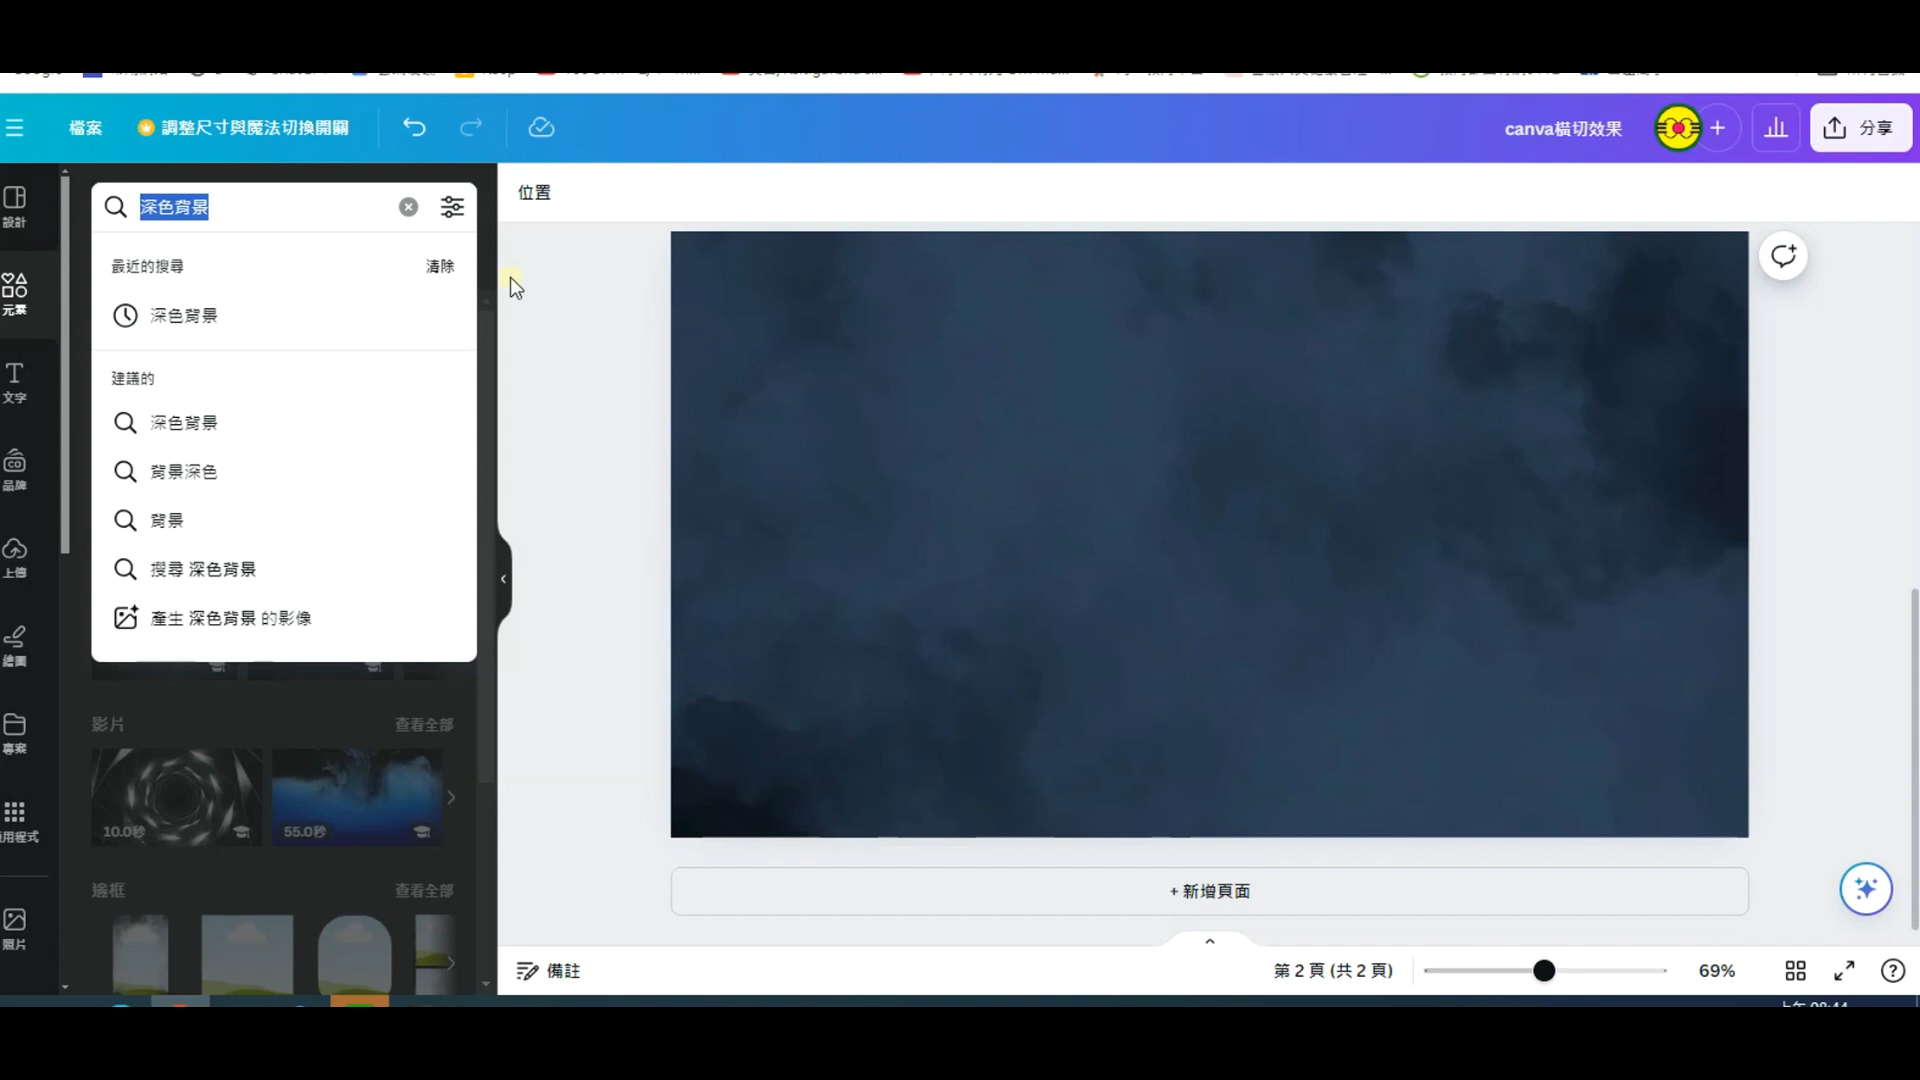 檔案
調整尺寸與魔法切換開關
canva橫切效果
分享
設計
深色背景
位置
最近的搜尋
清除
元素
深色背景
建議的
文字
深色背景
背景深色
品牌
背景
上傳
搜尋 深色背景
產生 深色背景 的影像
繪圖
影片
查看全部
專案
10.0秒
55.0秒
用程式
邊框
查看全部
+ 新增頁面
照片
備註
第 2 頁 (共 2 頁)
69%